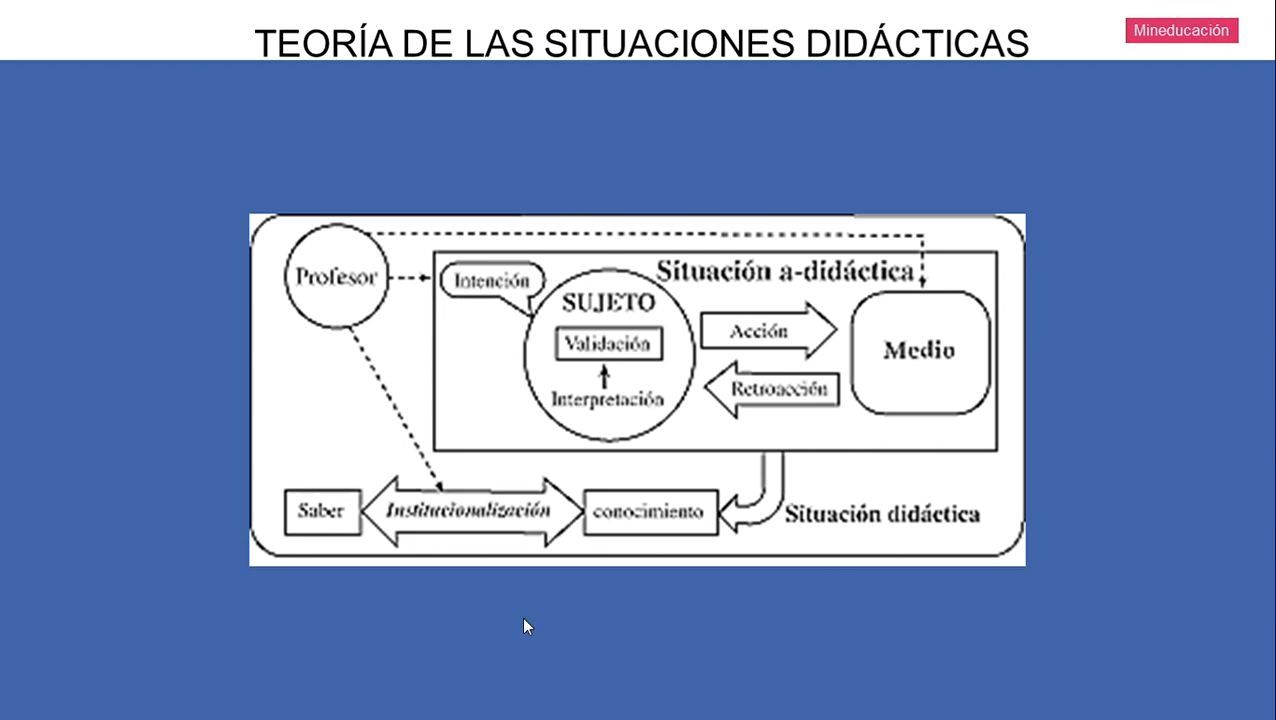 TEORÍA DE LAS SITUACIONES DIDÁCTICAS
Mineducación
Profesor
Intención
Situación a-didáctica
SUJETO
Validación
Interpretación
Acción
Retroacción
Medio
Saber
Institucionalización
conocimiento
Situación didáctica